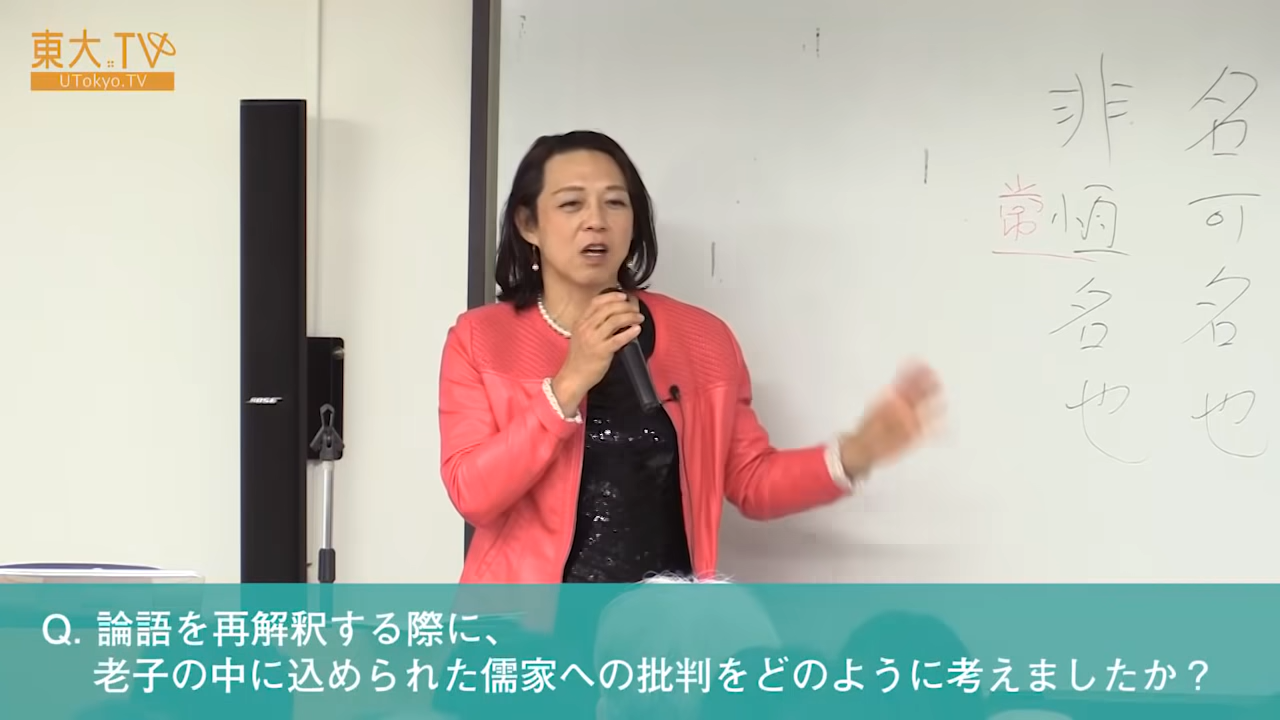 東大TV
UTokyo.TV
名可名也
非恒名也
常
BOSE
Q. 論語を再解釈する際に、
老子の中に込められた儒家への批判をどのように考えましたか？